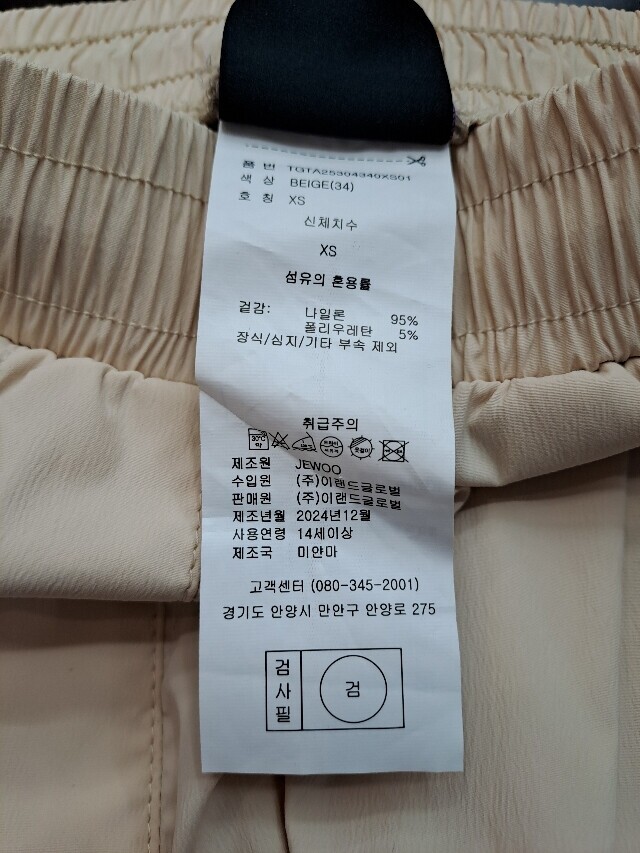 품 번 TGTA25304340XS01
색 상 BEIGE(34)
호 칭 XS
신체치수
XS
섬유의 혼용률
겉감: 나일론 95%
폴리우레탄 5%
장식/심지/기타 부속 제외
취급주의
30℃
약
제조원 JEWOO
수입원 (주)이랜드글로벌
판매원 (주)이랜드글로벌
제조년월 2024년12월
사용연령 14세이상
제조국 미얀마
고객센터 (080-345-2001)
경기도 안양시 만안구 안양로 275
검사필 검